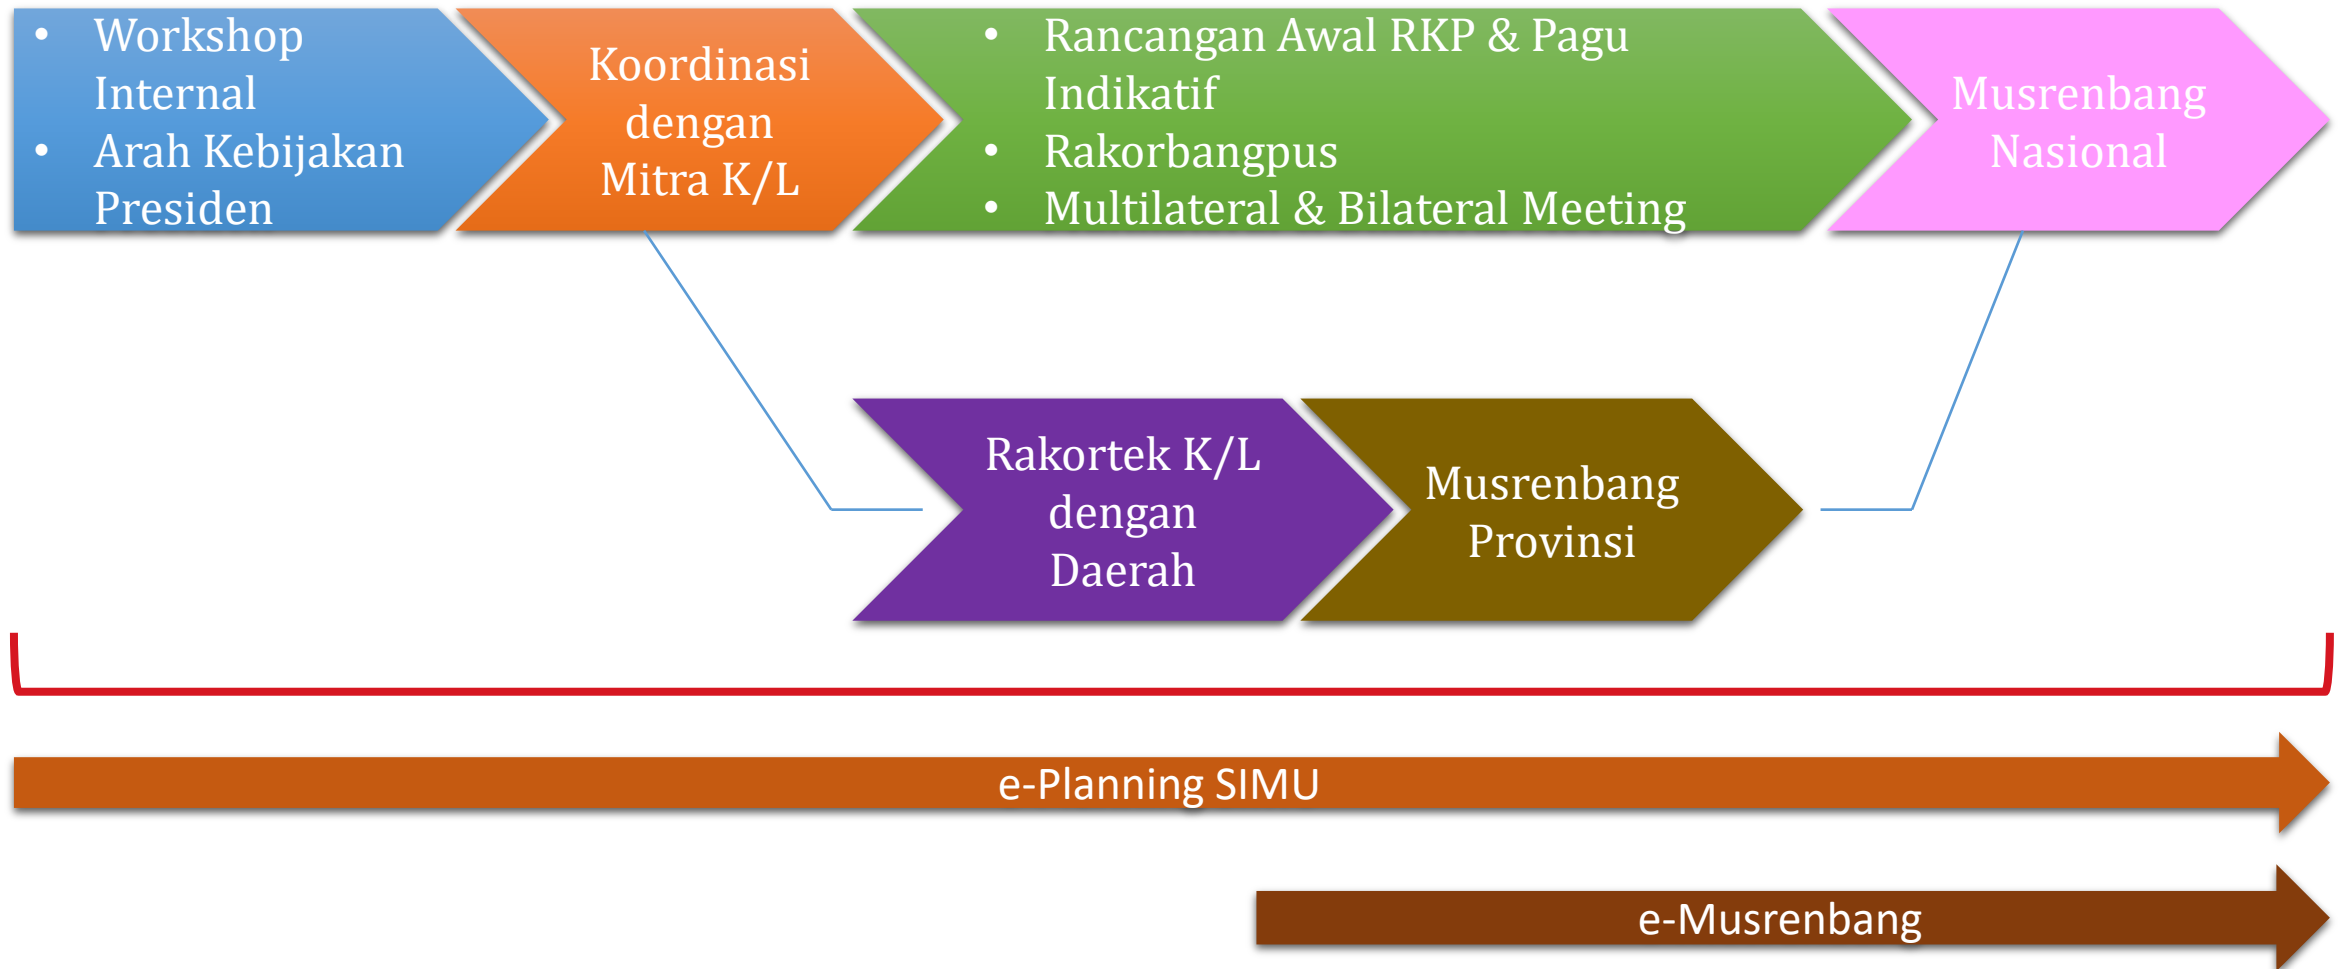 • Workshop
Internal
• Arah Kebijakan
Presiden
Koordinasi
dengan
Mitra K/L
• Rancangan Awal RKP & Pagu
Indikatif
• Rakorbangpus
• Multilateral & Bilateral Meeting
Musrenbang
Nasional
Rakortek K/L
dengan
Daerah
Musrenbang
Provinsi
e-Planning SIMU
e-Musrenbang